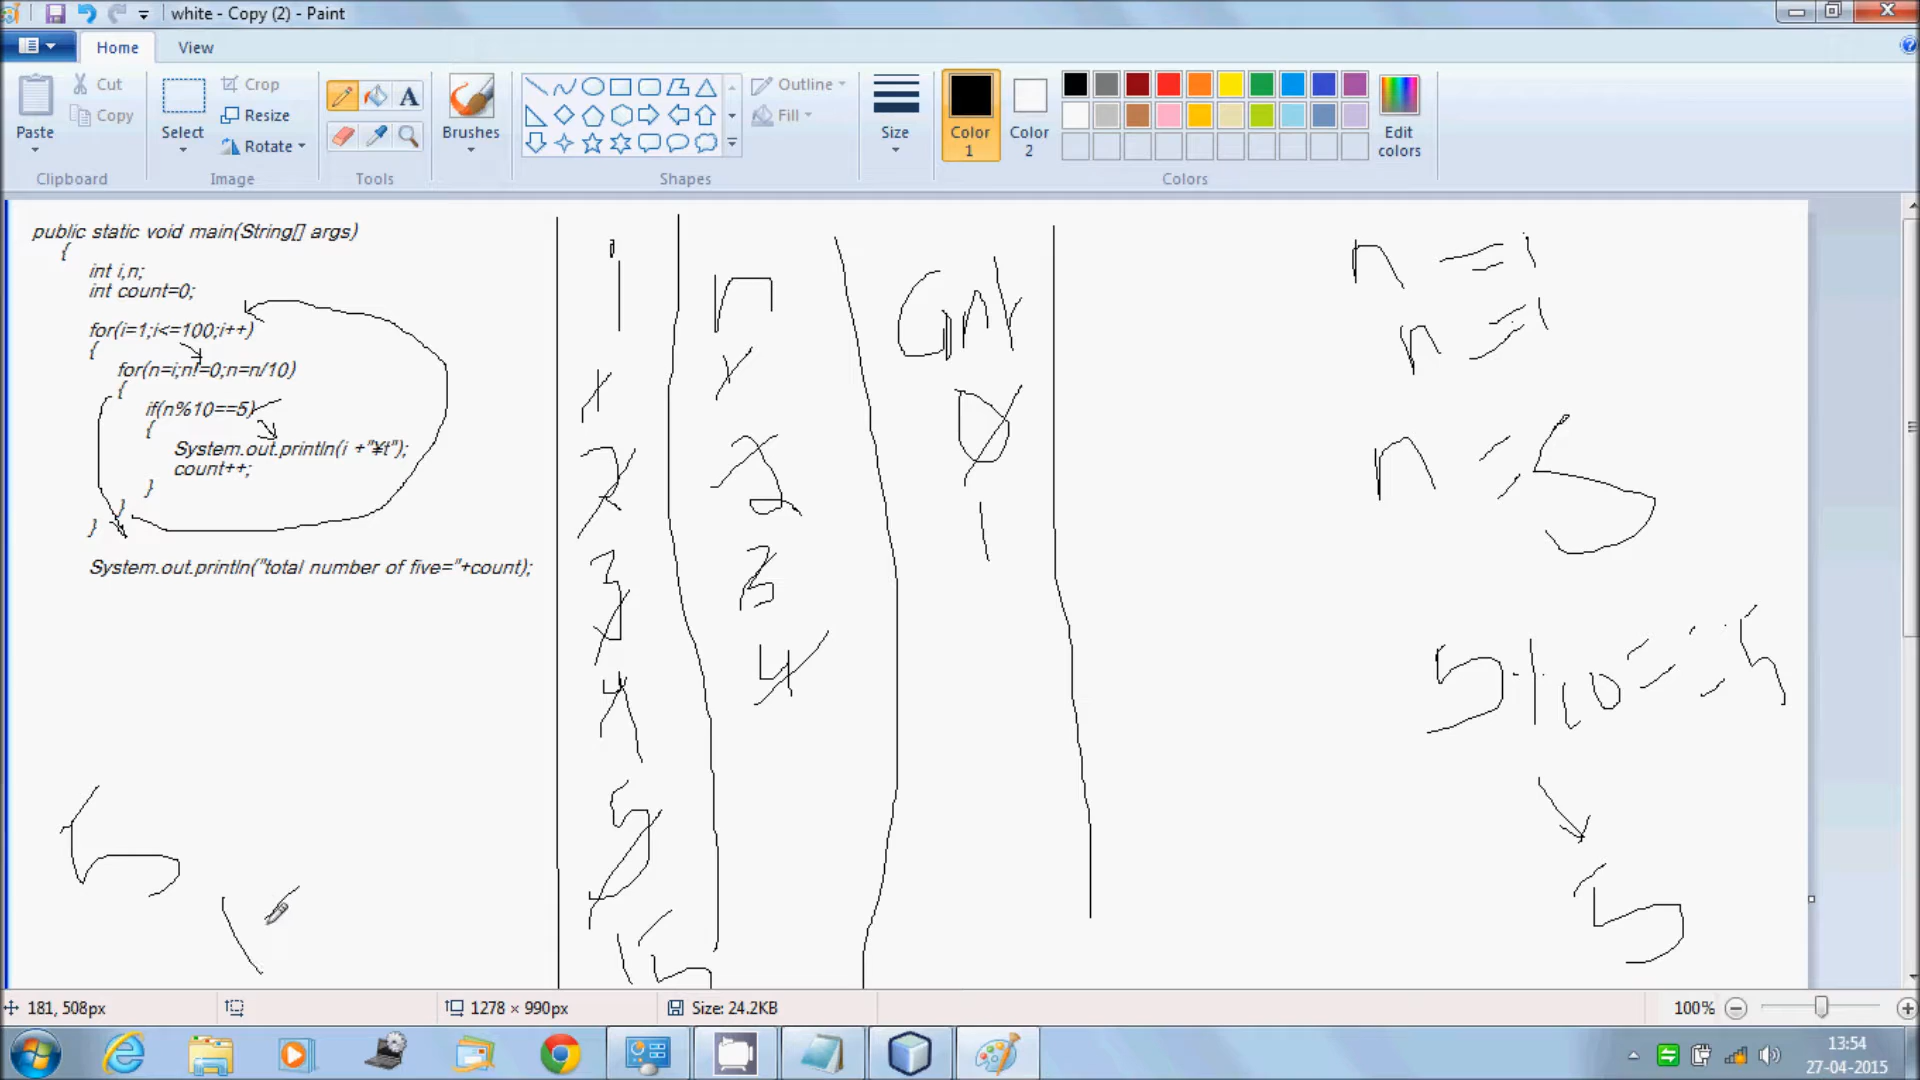 white - Copy (2) - Paint
Home
View
Paste
Cut
Copy
Clipboard
Select
Crop
Resize
Rotate
Image
Tools
Brushes
Shapes
Outline
Fill
Size
Color 1
Color 2
Edit colors
Colors
public static void main(String[] args)
{
int i,n;
int count=0;
for(i=1;i<=100;i++)
{
for(n=i;n!=0;n=n/10)
{
if(n%10==5)
{
System.out.println(i +"¥t");
count++;
}
}
}
System.out.println("total number of five="+count);
i
1
2
3
4
5
15
n
1
2
3
4
Cnt
0
1
n = i
n = 1
n = 5
5%10==5
5
5
181, 508px
1278 × 990px
Size: 24.2KB
100%
13:54
27-04-2015